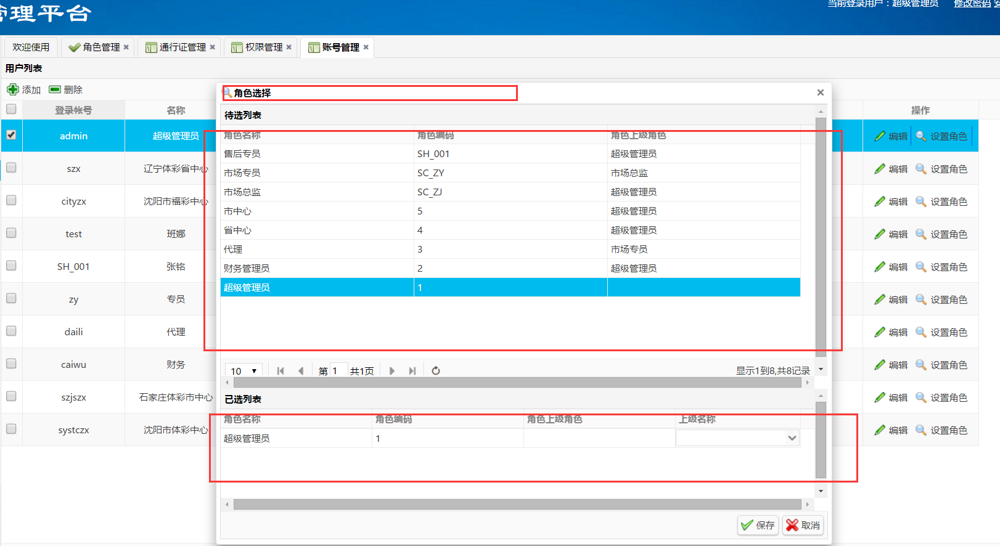 当前登录用户：超级管理员 修改密码
管理平台
欢迎使用 角色管理 通行证管理 权限管理 账号管理
用户列表
添加 删除
登录帐号 名称 操作
admin 超级管理员 编辑 设置角色
szx 辽宁体彩省中心 编辑 设置角色
cityzx 沈阳市福彩中心 编辑 设置角色
test 班娜 编辑 设置角色
SH_001 张铭 编辑 设置角色
zy 专员 编辑 设置角色
daili 代理 编辑 设置角色
caiwu 财务 编辑 设置角色
szjszx 石家庄体彩市中心 编辑 设置角色
systczx 沈阳市体彩中心 编辑 设置角色
角色选择
待选列表
角色名称 角色编码 角色上级角色
售后专员 SH_001 超级管理员
市场专员 SC_ZY 市场总监
市场总监 SC_ZJ 超级管理员
市中心 5 超级管理员
省中心 4 超级管理员
代理 3 市场专员
财务管理员 2 超级管理员
超级管理员 1
10 第 1 共1页 显示1到8,共8记录
已选列表
角色名称 角色编码 角色上级角色 上级名称
超级管理员 1
保存 取消